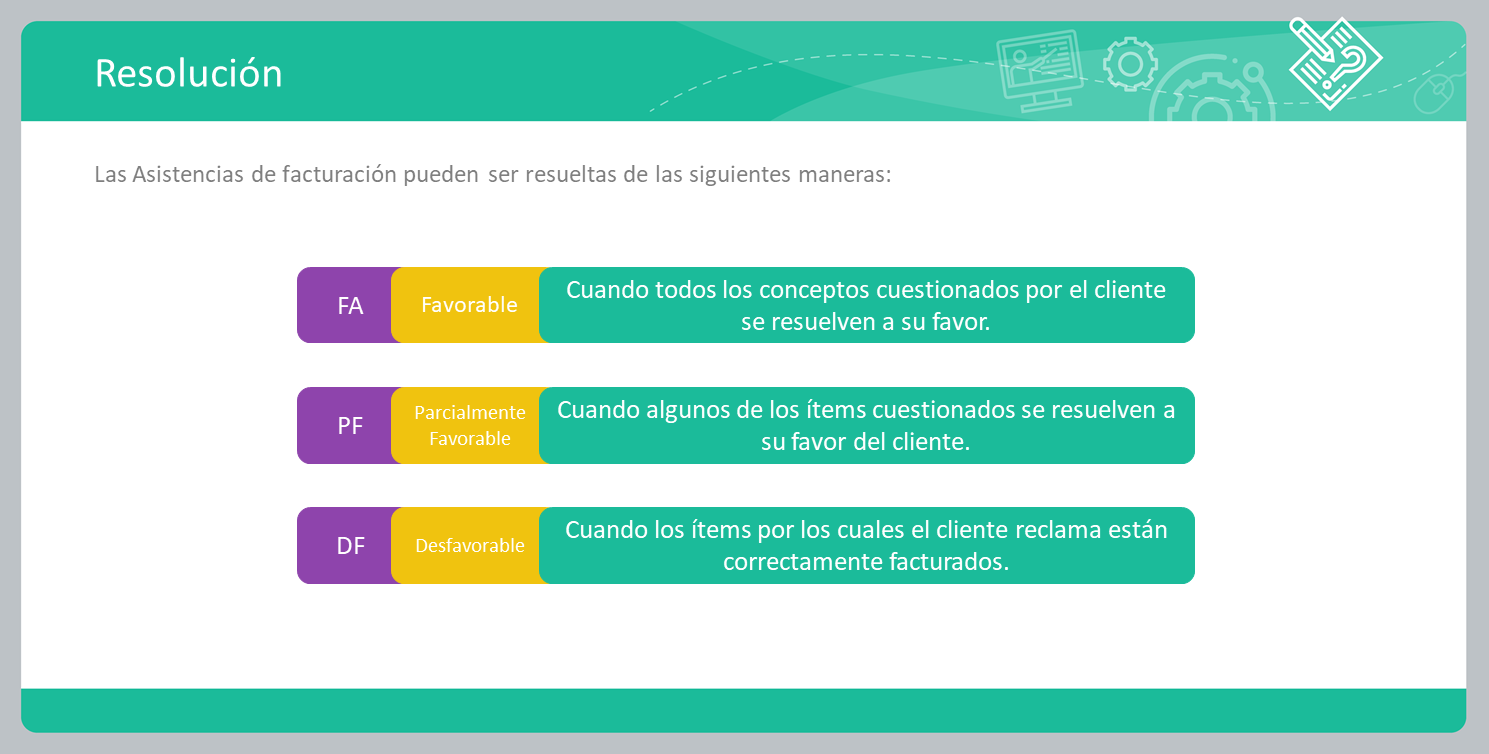 Resolución
Las Asistencias de facturación pueden ser resueltas de las siguientes maneras:
FA
Favorable
Cuando todos los conceptos cuestionados por el cliente
se resuelven a su favor.
PF
Parcialmente
Favorable
Cuando algunos de los ítems cuestionados se resuelven a
su favor del cliente.
DF
Desfavorable
Cuando los ítems por los cuales el cliente reclama están
correctamente facturados.